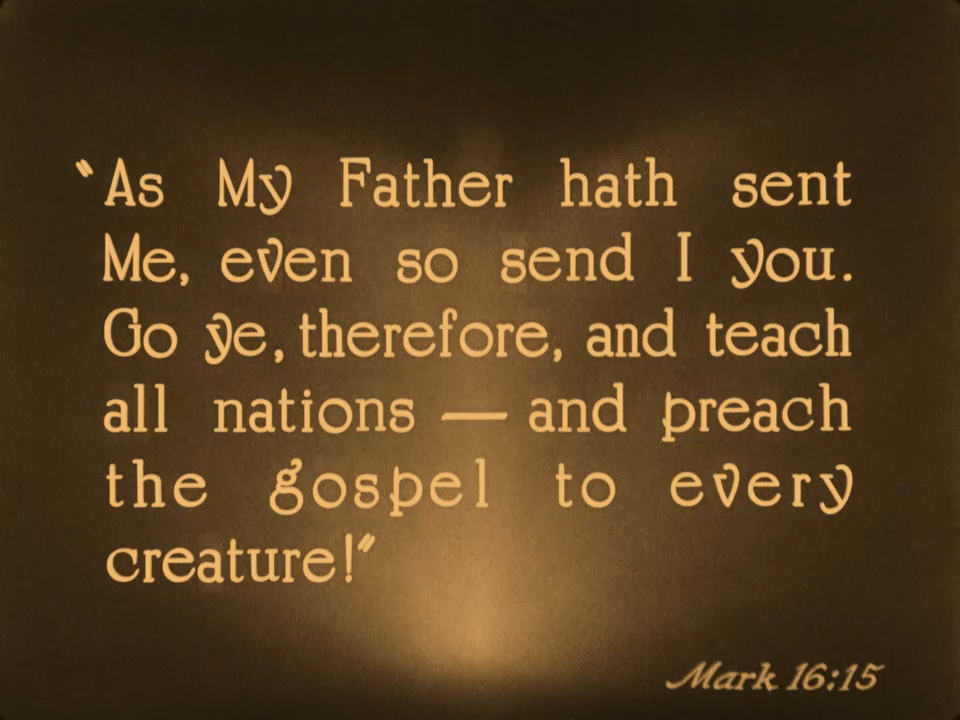 “As My Father hath sent
Me, even so send I you.
Go ye, therefore, and teach
all nations — and preach
the gospel to every
creature!”
Mark 16:15